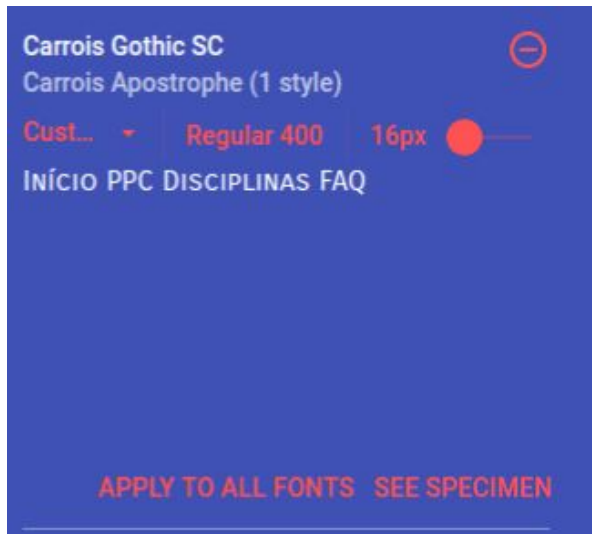 Carrois Gothic SC
Carrois Apostrophe (1 style)
Cust... Regular 400 16px
Início PPC Disciplinas FAQ
APPLY TO ALL FONTS SEE SPECIMEN